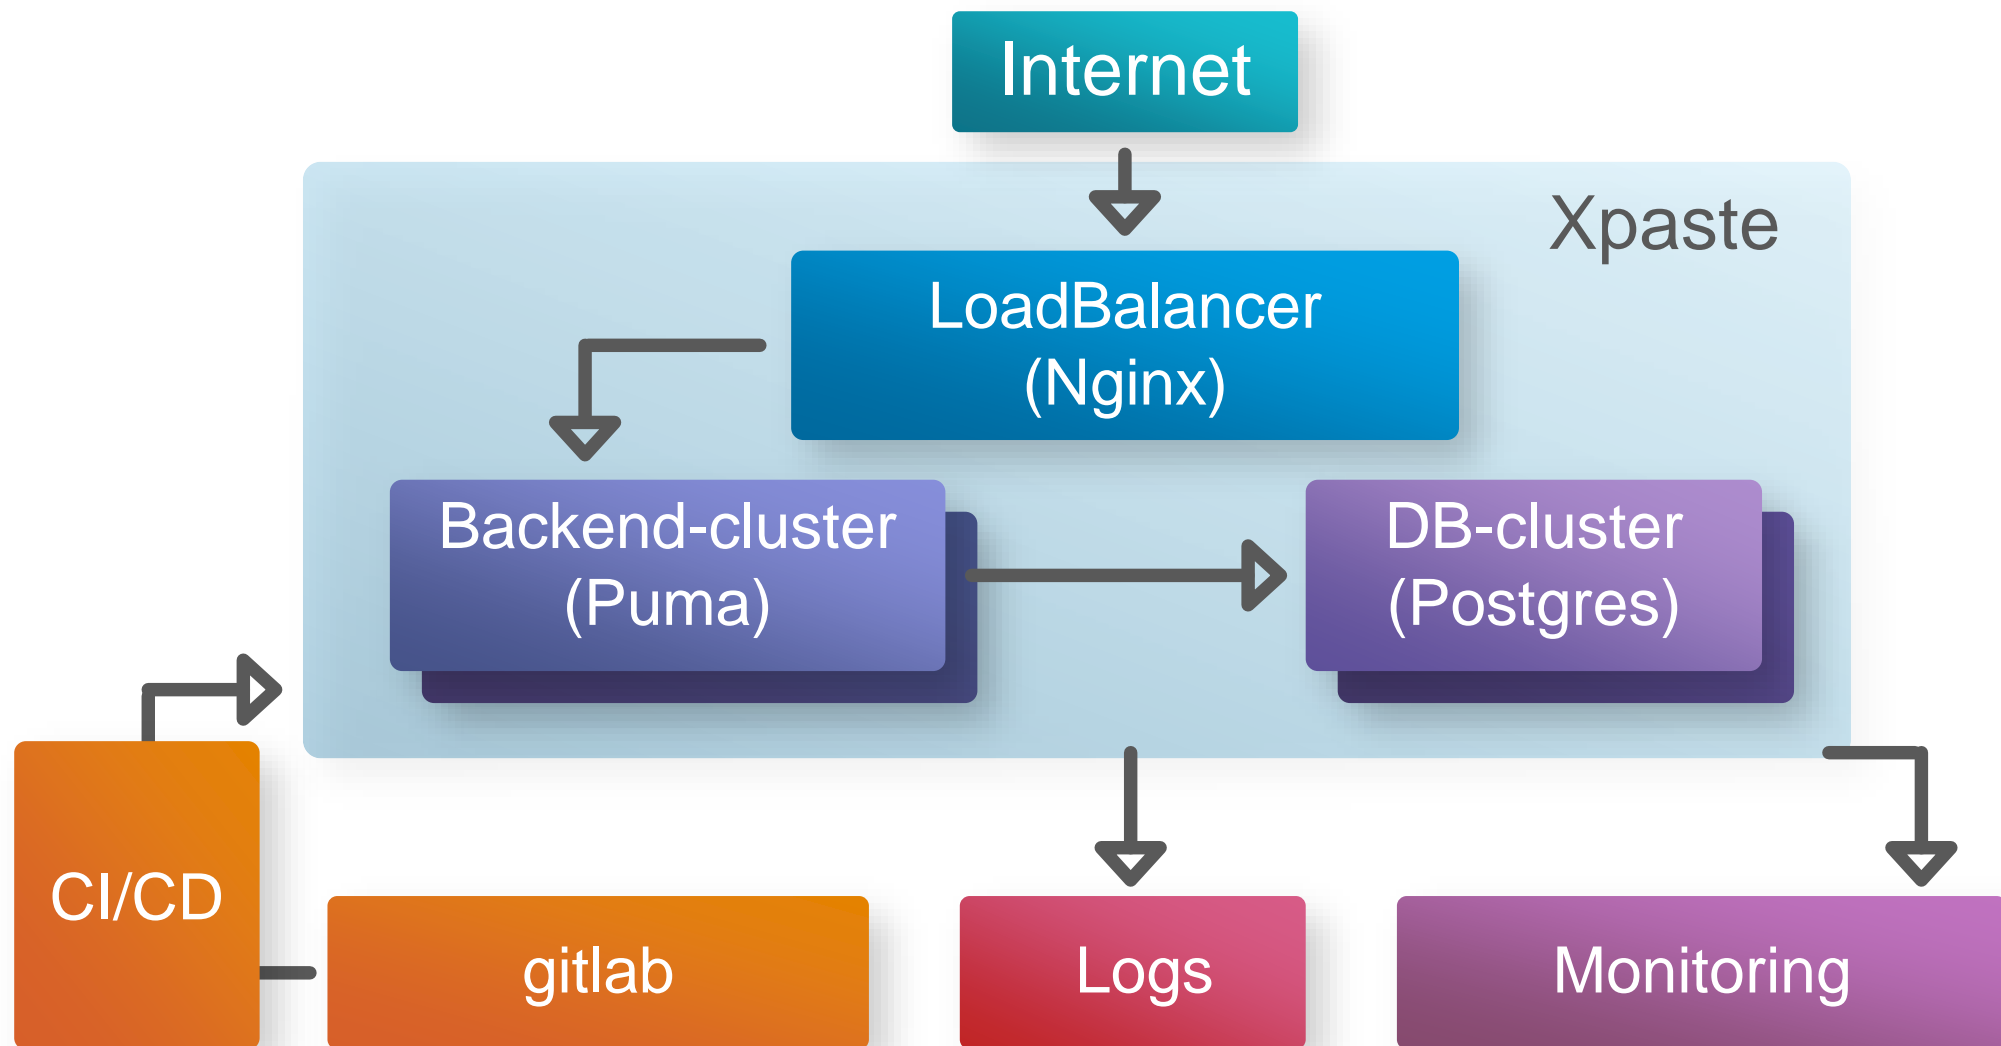 Internet
Xpaste
LoadBalancer
(Nginx)
Backend-cluster
(Puma)
DB-cluster
(Postgres)
CI/CD
gitlab
Logs
Monitoring